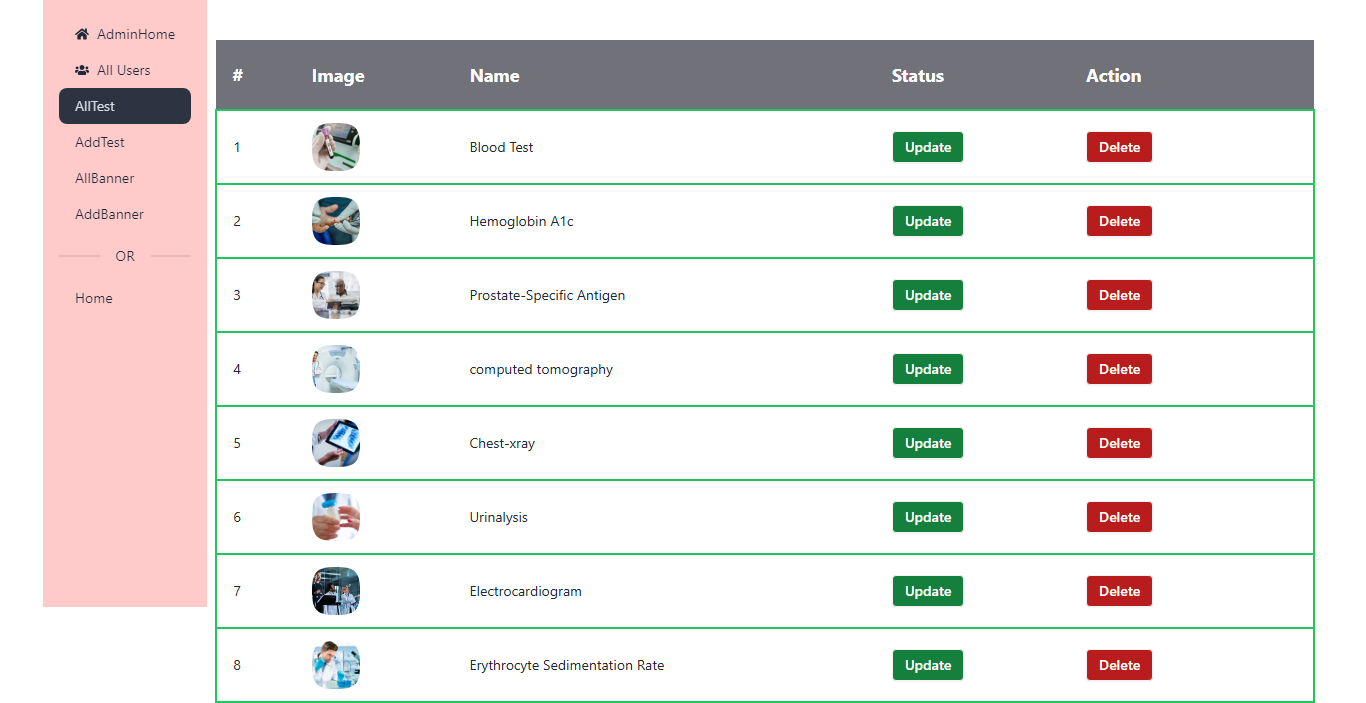 AdminHome
All Users
AllTest
AddTest
AllBanner
AddBanner
OR
Home
# Image Name Status Action
1 Blood Test Update Delete
2 Hemoglobin A1c Update Delete
3 Prostate-Specific Antigen Update Delete
4 computed tomography Update Delete
5 Chest-xray Update Delete
6 Urinalysis Update Delete
7 Electrocardiogram Update Delete
8 Erythrocyte Sedimentation Rate Update Delete